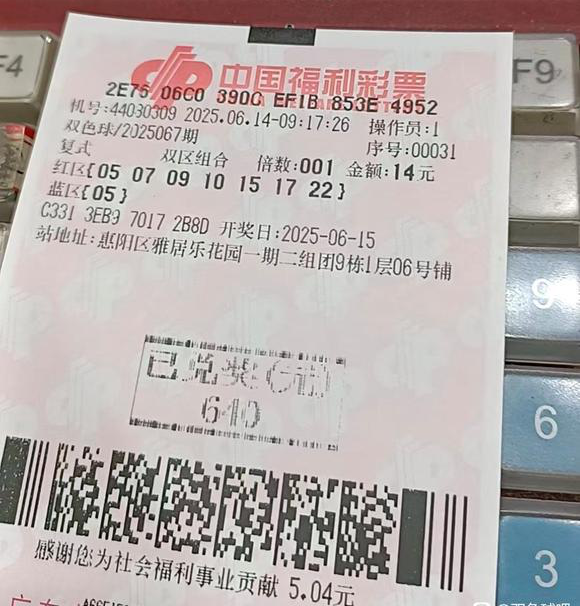 中国福利彩票
2E76 06C0 390C EF1B 853E 4952
机号:44030309 2025.06.14-09:17:26 操作员:1
双色球/2025067期 序号:00031
复式 双区组合 倍数:001 金额:14元
红区{05 07 09 10 15 17 22}
蓝区{05}
C331 3EB9 7017 2B8D 开奖日:2025-06-15
站地址:惠阳区雅居乐花园一期二组团9栋1层06号铺
已兑奖
640
感谢您为社会福利事业贡献 5.04元
F4
F9
9
6
3